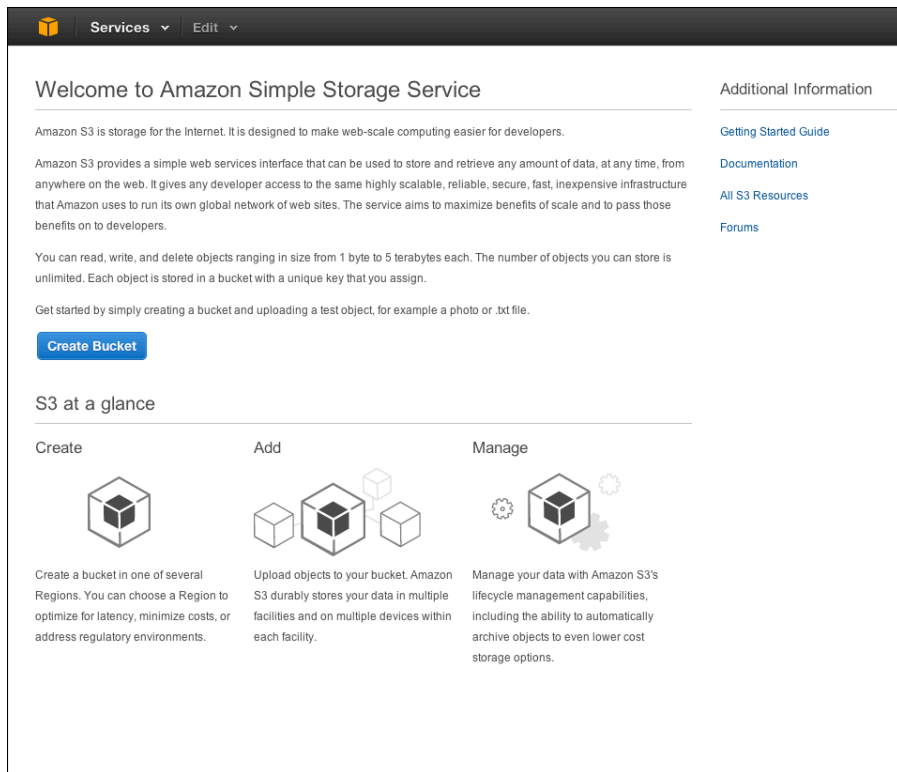 Services Edit
Welcome to Amazon Simple Storage Service
Amazon S3 is storage for the Internet. It is designed to make web-scale computing easier for developers.
Amazon S3 provides a simple web services interface that can be used to store and retrieve any amount of data, at any time, from
anywhere on the web. It gives any developer access to the same highly scalable, reliable, secure, fast, inexpensive infrastructure
that Amazon uses to run its own global network of web sites. The service aims to maximize benefits of scale and to pass those
benefits on to developers.
You can read, write, and delete objects ranging in size from 1 byte to 5 terabytes each. The number of objects you can store is
unlimited. Each object is stored in a bucket with a unique key that you assign.
Get started by simply creating a bucket and uploading a test object, for example a photo or .txt file.
Create Bucket
S3 at a glance
Create
Create a bucket in one of several
Regions. You can choose a Region to
optimize for latency, minimize costs, or
address regulatory environments.
Add
Upload objects to your bucket. Amazon
S3 durably stores your data in multiple
facilities and on multiple devices within
each facility.
Manage
Manage your data with Amazon S3's
lifecycle management capabilities,
including the ability to automatically
archive objects to even lower cost
storage options.
Additional Information
Getting Started Guide
Documentation
All S3 Resources
Forums